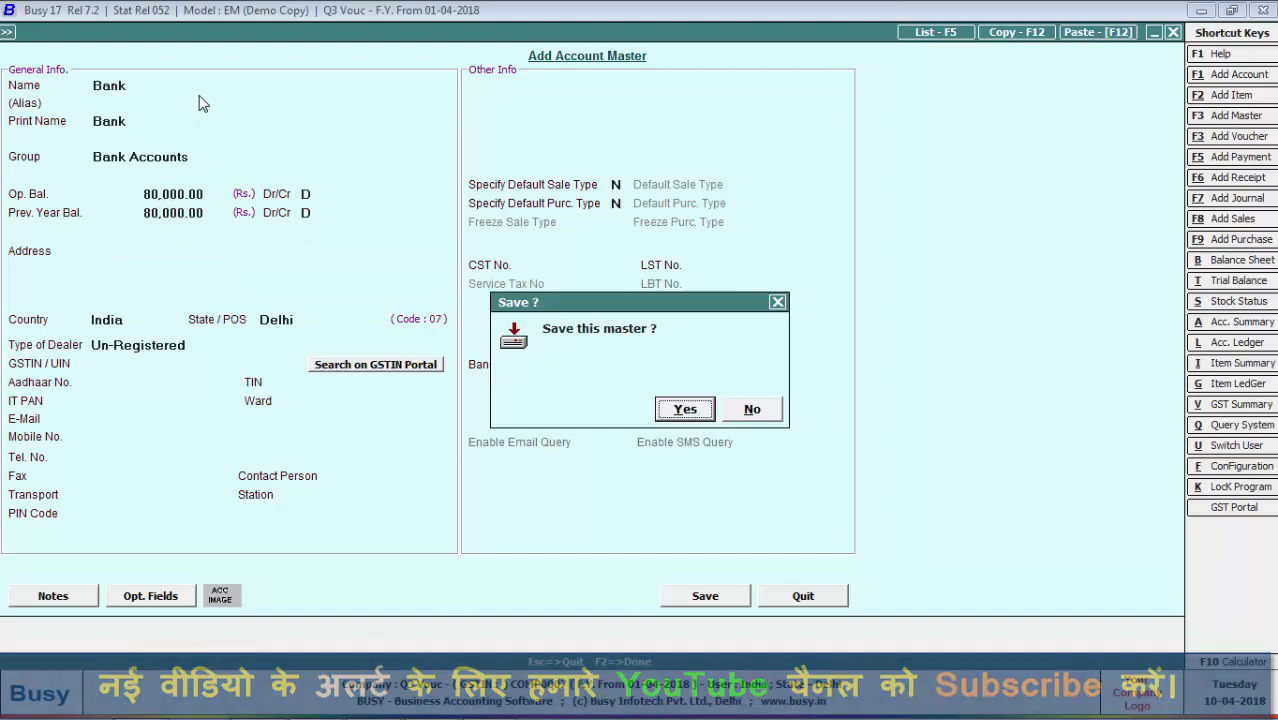 Busy 17 Rel 7.2 | Stat Rel 052 | Model : EM (Demo Copy) | Q3 Vouc - F.Y. From 01-04-2018
>> List - F5 Copy - F12 Paste - [F12]
Shortcut Keys
Add Account Master
General Info.
Name Bank
(Alias)
Print Name Bank
Group Bank Accounts
Op. Bal. 80,000.00 (Rs.) Dr/Cr D
Prev. Year Bal. 80,000.00 (Rs.) Dr/Cr D
Address
Country India State / POS Delhi ( Code : 07 )
Type of Dealer Un-Registered
GSTIN / UIN Search on GSTIN Portal
Aadhaar No. TIN
IT PAN Ward
E-Mail
Mobile No.
Tel. No.
Fax Contact Person
Transport Station
PIN Code
Other Info
Specify Default Sale Type N Default Sale Type
Specify Default Purc. Type N Default Purc. Type
Freeze Sale Type Freeze Purc. Type
CST No. LST No.
Service Tax No LBT No.
Ban
Enable Email Query Enable SMS Query
Save ?
Save this master ?
Yes No
Notes Opt. Fields ACC IMAGE Save Quit
F1 Help
F1 Add Account
F2 Add Item
F3 Add Master
F3 Add Voucher
F5 Add Payment
F6 Add Receipt
F7 Add Journal
F8 Add Sales
F9 Add Purchase
B Balance Sheet
T Trial Balance
S Stock Status
A Acc. Summary
L Acc. Ledger
I Item Summary
G Item LedGer
V GST Summary
Q Query System
U Switch User
F ConFiguration
K LocK Program
GST Portal
Esc=>Quit F2=>Done
F10 Calculator
नई वीडियो के अलर्ट के लिए हमारे YouTube चैनल को Subscribe करें।
Busy
BUSY - Business Accounting Software ; (c) Busy Infotech Pvt. Ltd., Delhi ; www.busy.in
Your Company Logo
Tuesday
10-04-2018